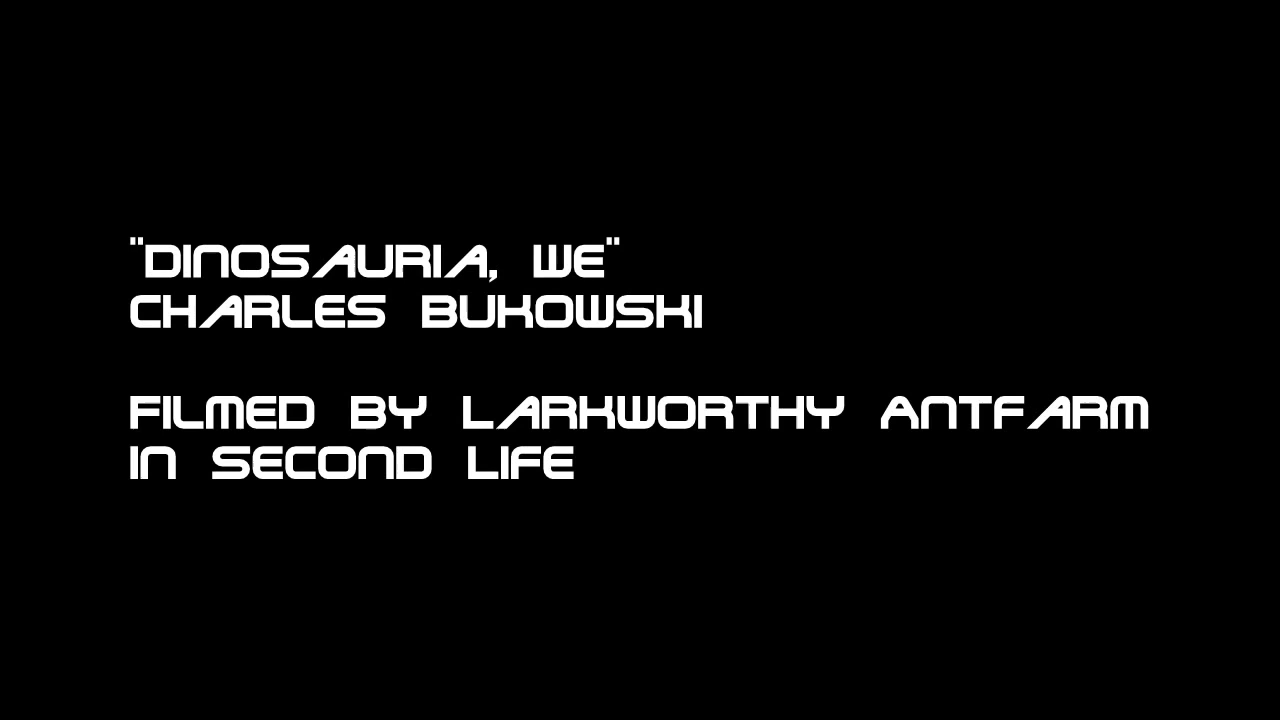 "DINOSAURIA, WE"
CHARLES BUKOWSKI
FILMED BY LARKWORTHY ANTFARM
IN SECOND LIFE